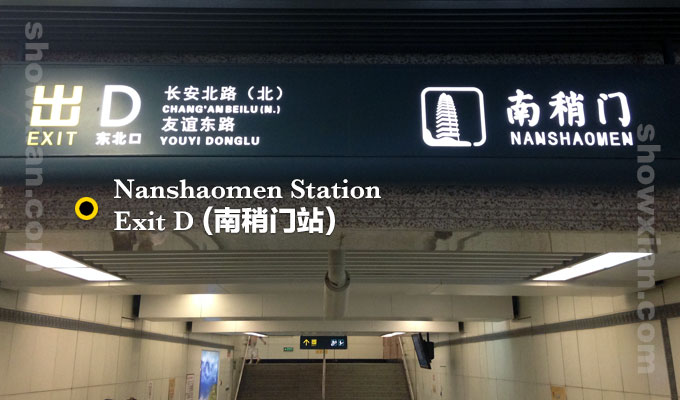 出 D
EXIT 东北口
长安北路（北）
CHANG'ANBEILU(N.)
友谊东路
YOUYI DONGLU
南稍门
NANSHAOMEN
Nanshaomen Station
Exit D (南稍门站)
showxian.com
showxian.com